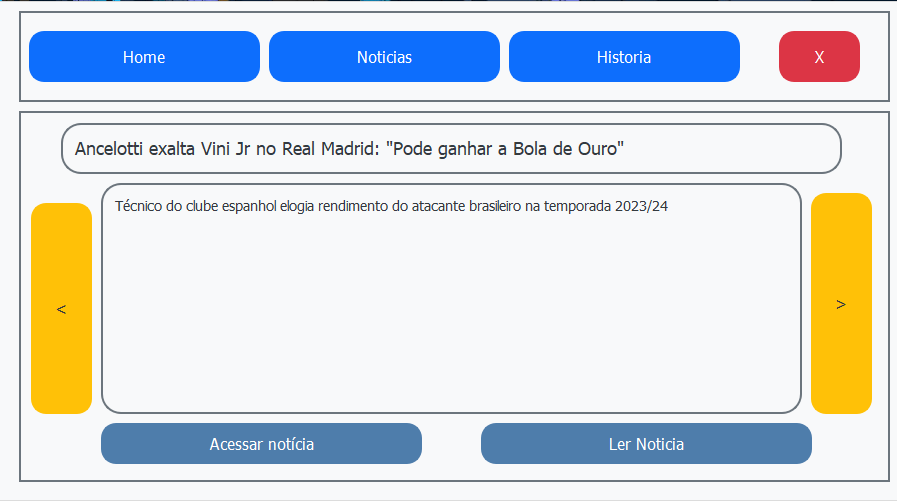 Home
Noticias
Historia
X
Ancelotti exalta Vini Jr no Real Madrid: "Pode ganhar a Bola de Ouro"
Técnico do clube espanhol elogia rendimento do atacante brasileiro na temporada 2023/24
<
>
Acessar notícia
Ler Noticia